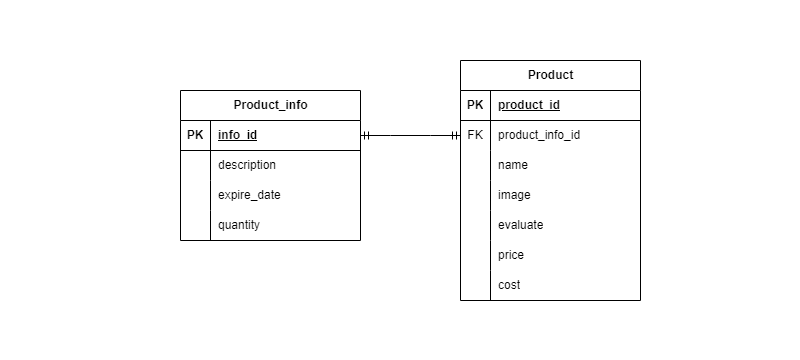 Product_info
PK info_id
description
expire_date
quantity
Product
PK product_id
FK product_info_id
name
image
evaluate
price
cost